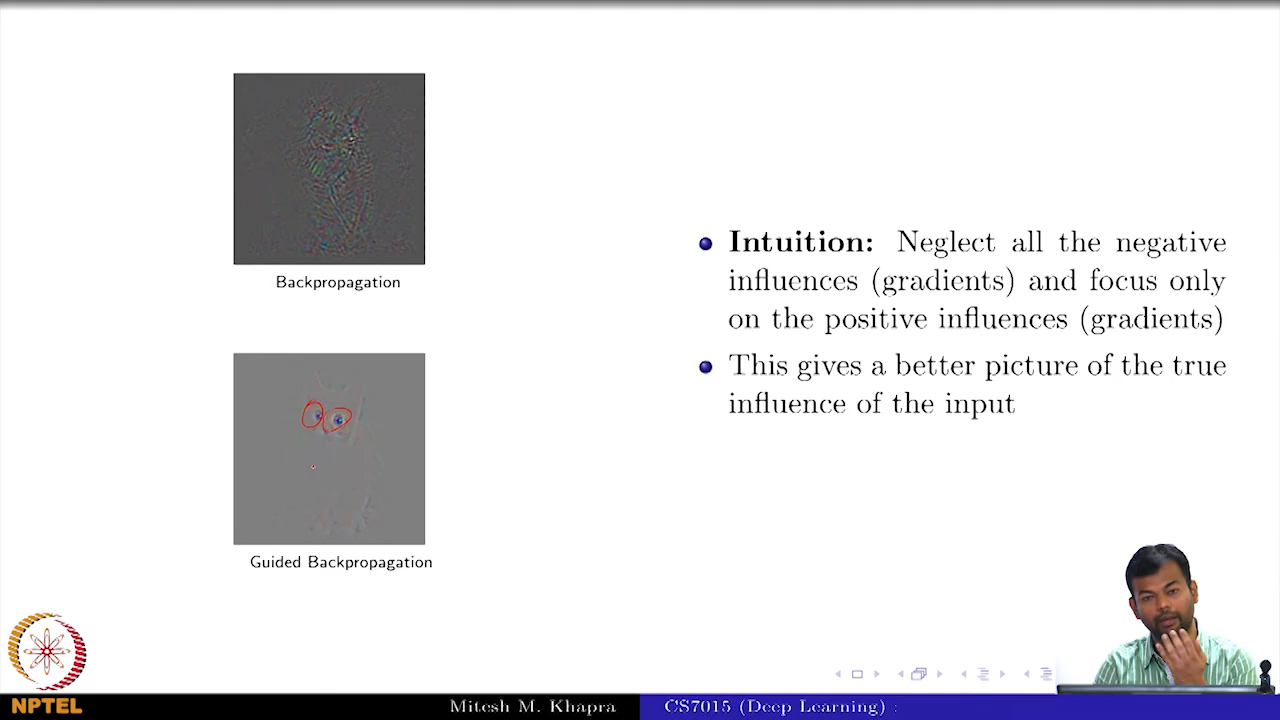 Backpropagation
Guided Backpropagation
• Intuition: Neglect all the negative
influences (gradients) and focus only
on the positive influences (gradients)
• This gives a better picture of the true
influence of the input
NPTEL
Mitesh M. Khapra
CS7015 (Deep Learning) :